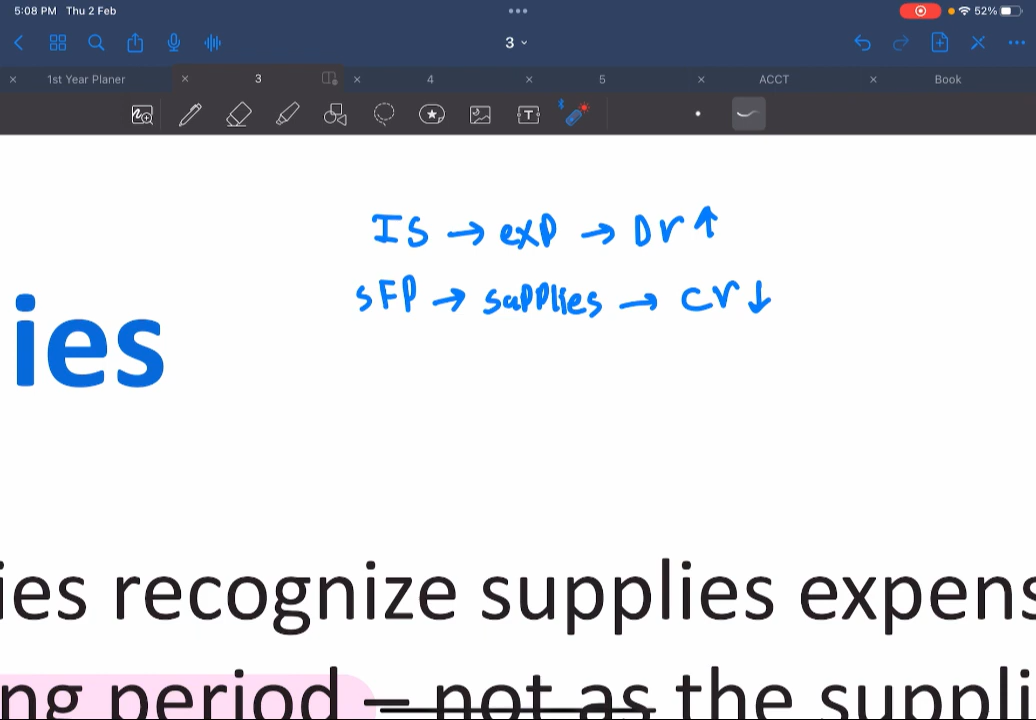 5:08 PM Thu 2 Feb
52%
3
1st Year Planer
3
4
5
ACCT
Book
T
IS → exp → Dr ↑
SFP → supplies → cr ↓
ies
ies recognize supplies expens
ng period – not as the suppli